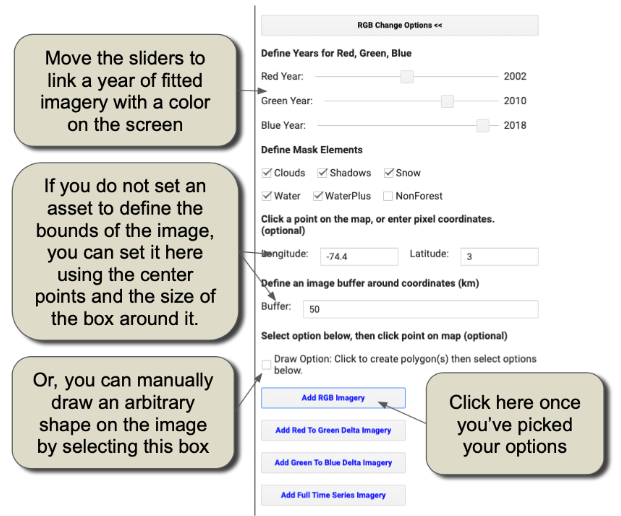 RGB Change Options <<
Move the sliders to
link a year of fitted
imagery with a color
on the screen
Define Years for Red, Green, Blue
Red Year: 2002
Green Year: 2010
Blue Year: 2018
Define Mask Elements
Clouds Shadows Snow
Water WaterPlus NonForest
If you do not set an
asset to define the
bounds of the image,
you can set it here
using the center
points and the size of
the box around it.
Click a point on the map, or enter pixel coordinates.
(optional)
Longitude: -74.4 Latitude: 3
Define an image buffer around coordinates (km)
Buffer: 50
Select option below, then click point on map (optional)
Draw Option: Click to create polygon(s) then select options
below.
Or, you can manually
draw an arbitrary
shape on the image
by selecting this box
Add RGB Imagery
Add Red To Green Delta Imagery
Add Green To Blue Delta Imagery
Add Full Time Series Imagery
Click here once
you've picked
your options